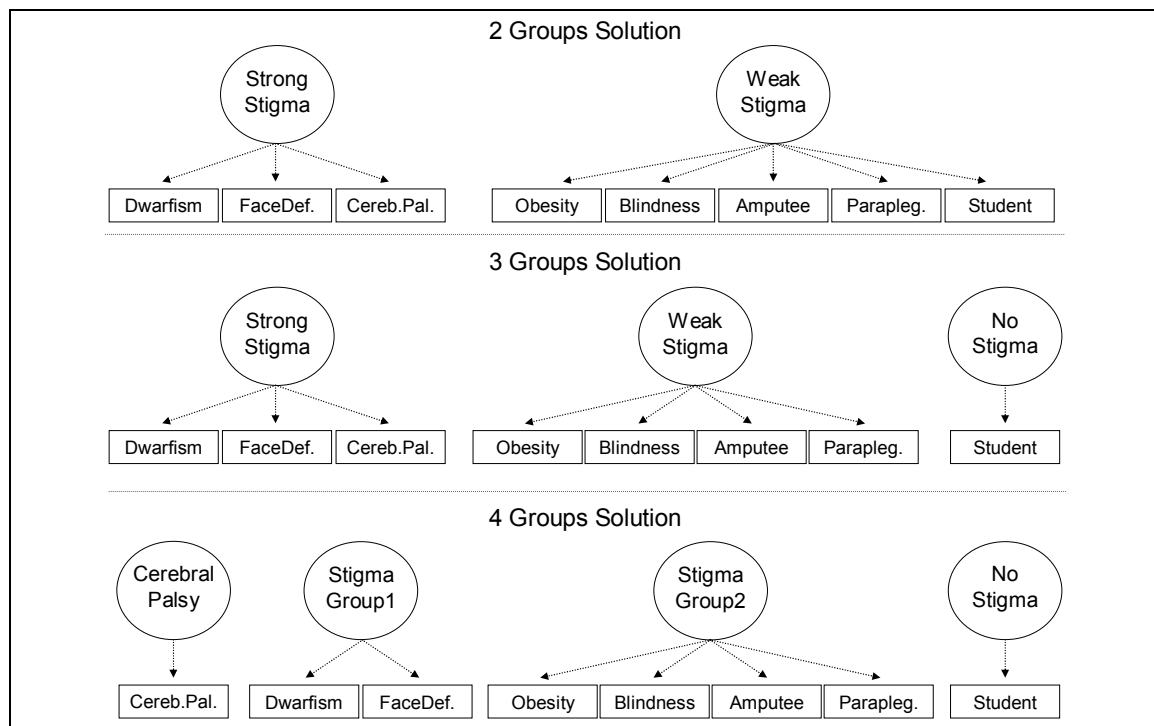 2 Groups Solution
Strong
Stigma
Weak
Stigma
Dwarfism
FaceDef.
Cereb.Pal.
Obesity
Blindness
Amputee
Parapleg.
Student
3 Groups Solution
Strong
Stigma
Weak
Stigma
No
Stigma
Dwarfism
FaceDef.
Cereb.Pal.
Obesity
Blindness
Amputee
Parapleg.
Student
4 Groups Solution
Cerebral
Palsy
Stigma
Group1
Stigma
Group2
No
Stigma
Cereb.Pal.
Dwarfism
FaceDef.
Obesity
Blindness
Amputee
Parapleg.
Student